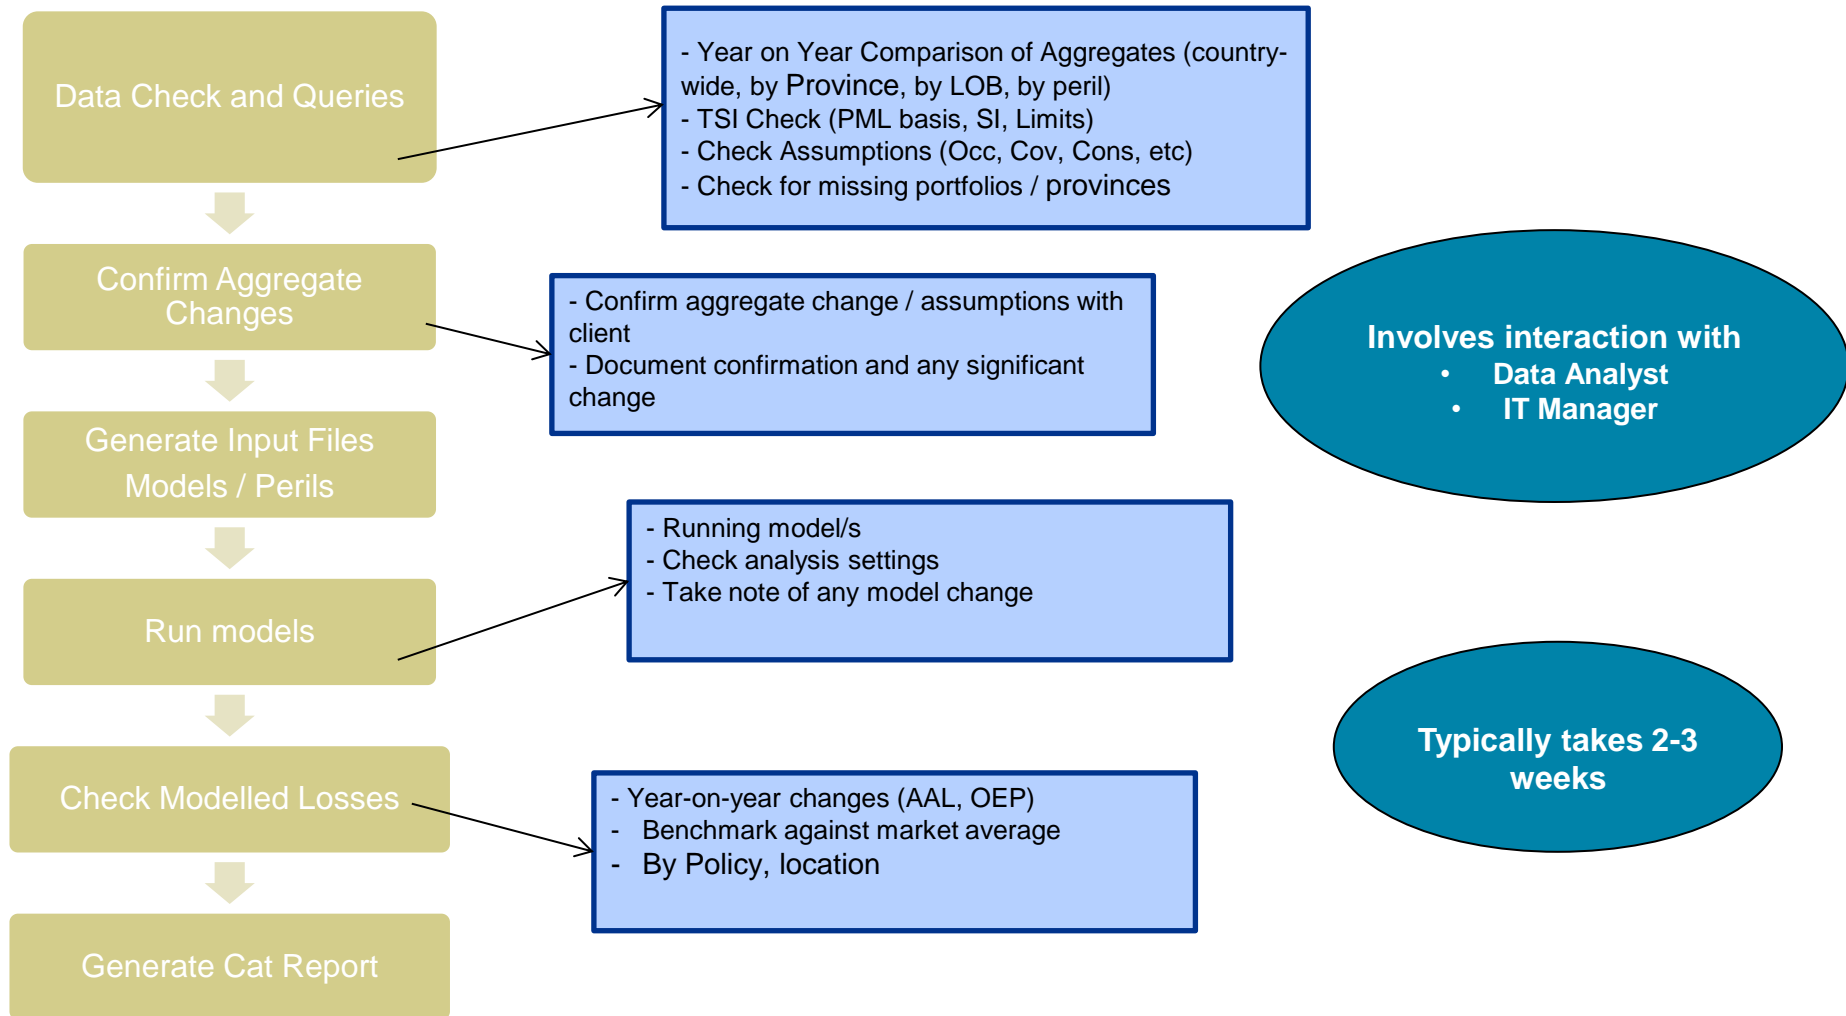 Data Check and Queries
- Year on Year Comparison of Aggregates (country-
wide, by Province, by LOB, by peril)
- TSI Check (PML basis, SI, Limits)
- Check Assumptions (Occ, Cov, Cons, etc)
- Check for missing portfolios / provinces
Confirm Aggregate
Changes
- Confirm aggregate change / assumptions with
client
- Document confirmation and any significant
change
Involves interaction with
• Data Analyst
• IT Manager
Generate Input Files
Models / Perils
Run models
- Running model/s
- Check analysis settings
- Take note of any model change
Check Modelled Losses
- Year-on-year changes (AAL, OEP)
- Benchmark against market average
- By Policy, location
Typically takes 2-3
weeks
Generate Cat Report